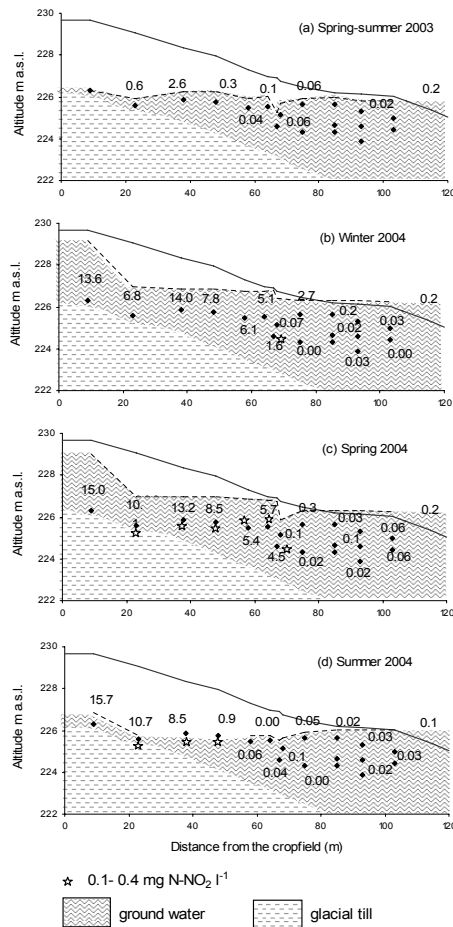 (a) Spring-summer 2003
Altitude m a.s.l.
230
228
226
224
222
0.6 2.6 0.3 0.1 0.06 0.2
0.04 0.06 0.02
0 20 40 60 80 100 120
(b) Winter 2004
Altitude m a.s.l.
230
228
226
224
222
13.6 6.8 14.0 7.8 5.1 2.7 0.2 0.2
6.1 0.07 0.02 0.03
1.6 0.00 0.03 0.00
0 20 40 60 80 100 120
(c) Spring 2004
Altitude m a.s.l.
230
228
226
224
222
15.0 10. 13.2 8.5 5.7 0.3 0.03 0.2
1 5.4 0.1 0.1 0.06
4.5 0.02 0.02 0.06
0 20 40 60 80 100 120
(d) Summer 2004
Altitude m a.s.l.
230
228
226
224
222
15.7 10.7 8.5 0.9 0.00 0.05 0.02 0.1
0.06 0.1 0.03 0.03
0.04 0.00 0.02
0 20 40 60 80 100 120
Distance from the cropfield (m)
☆ 0.1- 0.4 mg N-NO₂ l⁻¹
ground water glacial till